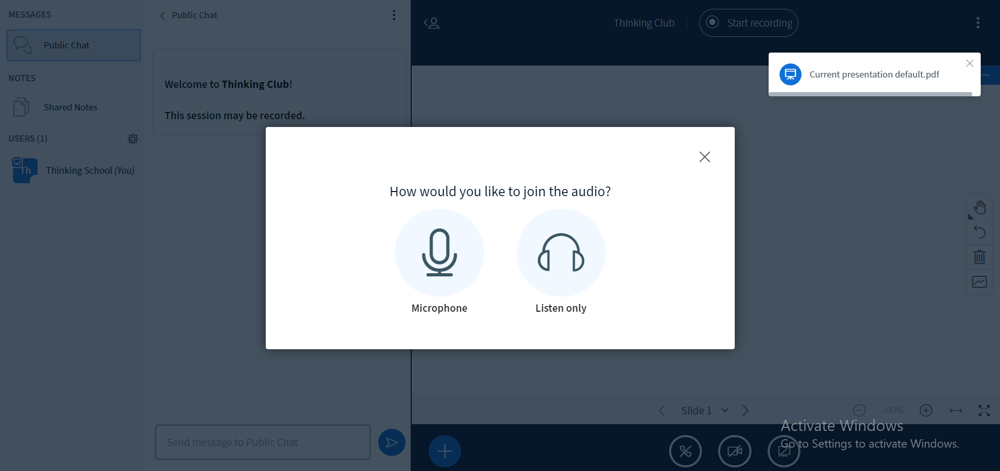 MESSAGES
Public Chat
NOTES
Shared Notes
USERS (1)
Th
Thinking School (You)
Public Chat
Welcome to Thinking Club!
This session may be recorded.
Send message to Public Chat
Thinking Club
Start recording
Current presentation default.pdf
How would you like to join the audio?
Microphone
Listen only
Slide 1
100%
Activate Windows
Go to Settings to activate Windows.